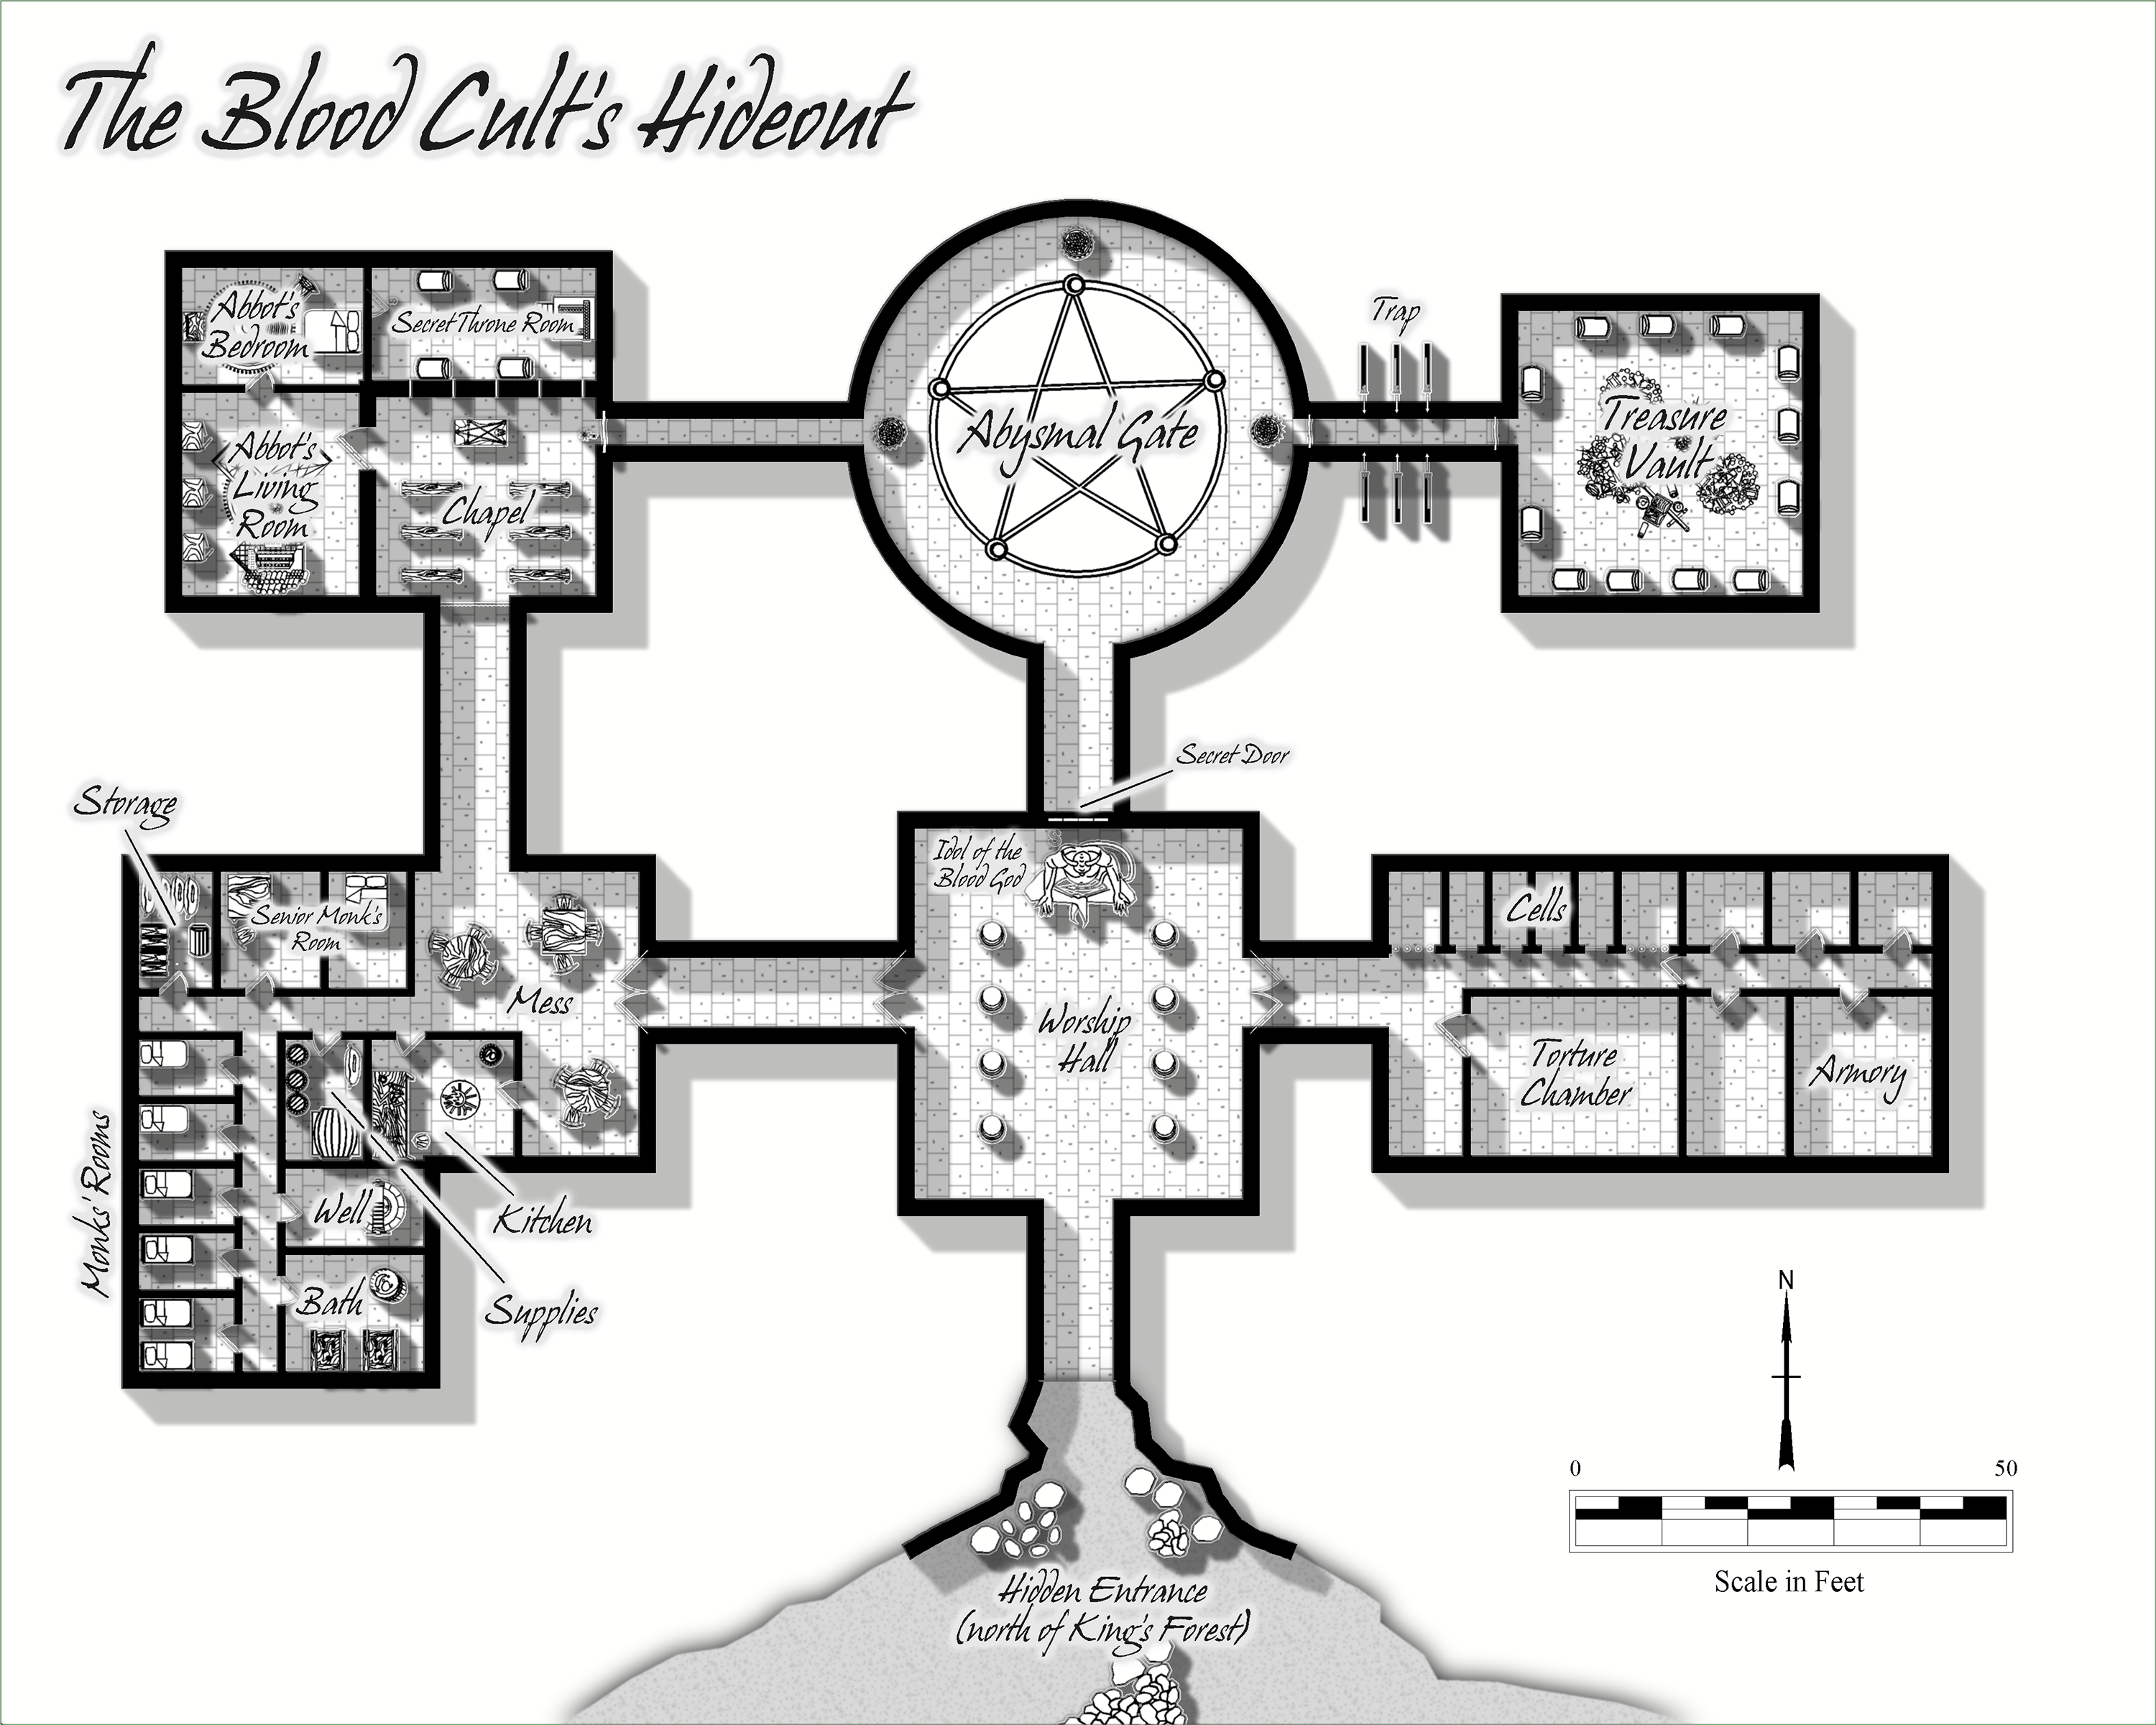 The Blood Cult's Hideout
Abbot's
Bedroom
Secret Throne Room
Abbot's
Living
Room
Chapel
Abysmal Gate
Trap
Treasure
Vault
Secret Door
Storage
Senior Monk's
Room
Mess
Idol of the
Blood God
Worship
Hall
Cells
Torture
Chamber
Armory
Monks' Rooms
Well
Kitchen
Bath
Supplies
Hidden Entrance
(north of King's Forest)
N
0 50
Scale in Feet